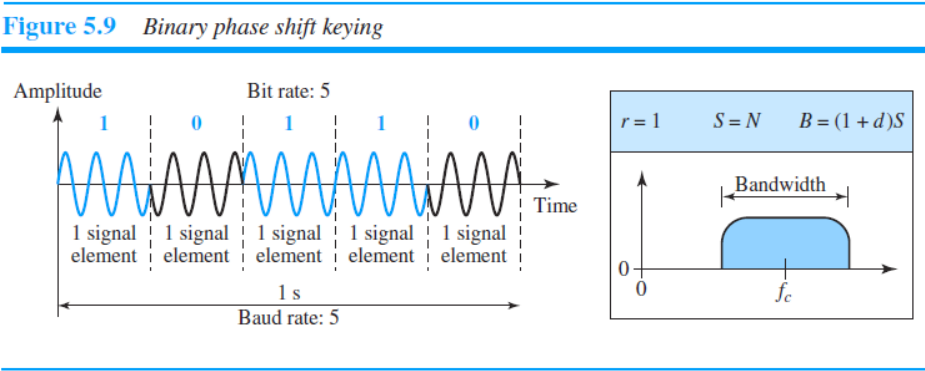 Figure 5.9 Binary phase shift keying
Amplitude Bit rate: 5
1 0 1 1 0
r = 1 S = N B = (1 + d)S
Bandwidth
Time
1 signal 1 signal 1 signal 1 signal 1 signal
element element element element element
0
0 fc
1 s
Baud rate: 5